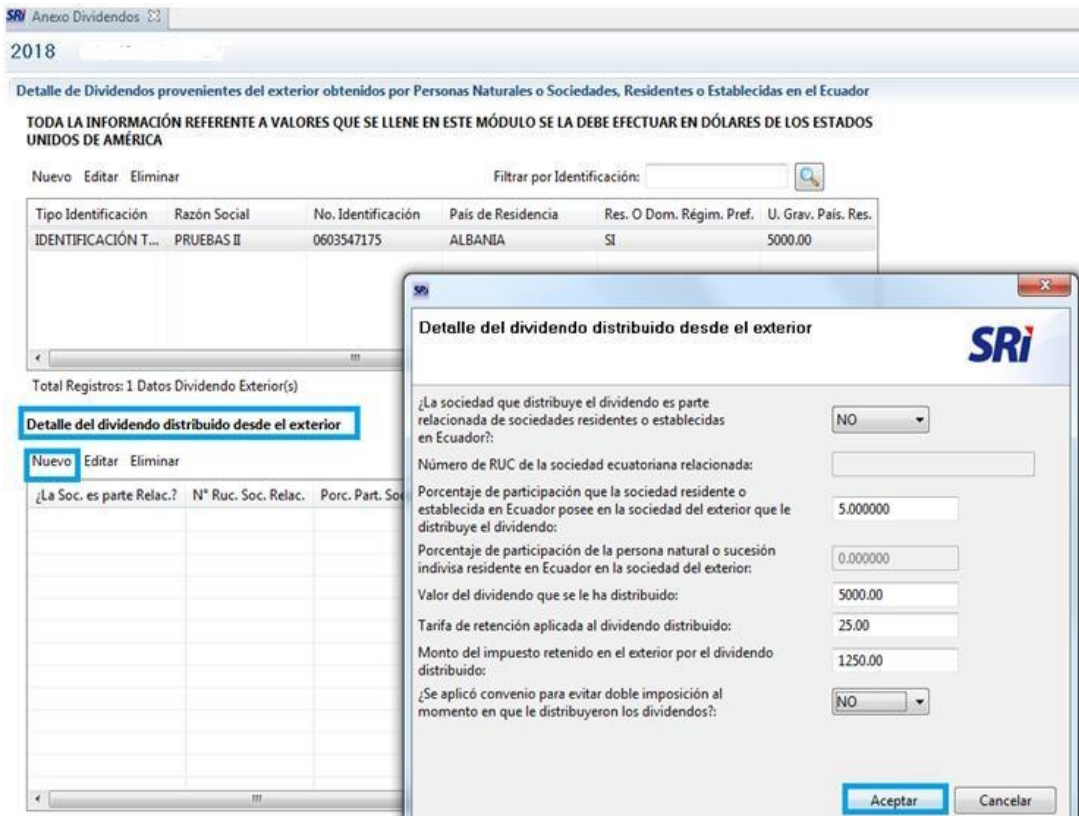 SRi Anexo Dividendos
2018
Detalle de Dividendos provenientes del exterior obtenidos por Personas Naturales o Sociedades, Residentes o Establecidas en el Ecuador
TODA LA INFORMACIÓN REFERENTE A VALORES QUE SE LLENE EN ESTE MÓDULO SE LA DEBE EFECTUAR EN DÓLARES DE LOS ESTADOS
UNIDOS DE AMÉRICA
Nuevo Editar Eliminar Filtrar por Identificación:
Tipo Identificación Razón Social No. Identificación País de Residencia Res. O Dom. Régim. Pref. U. Grav. País. Res.
IDENTIFICACIÓN T... PRUEBAS II 0603547175 ALBANIA SI 5000.00
Total Registros: 1 Datos Dividendo Exterior(s)
Detalle del dividendo distribuido desde el exterior
Nuevo Editar Eliminar
¿La Soc. es parte Relac.? N° Ruc. Soc. Relac. Porc. Part. Soc
SRi
Detalle del dividendo distribuido desde el exterior
SRi
¿La sociedad que distribuye el dividendo es parte
relacionada de sociedades residentes o establecidas
en Ecuador?: NO
Número de RUC de la sociedad ecuatoriana relacionada:
Porcentaje de participación que la sociedad residente o
establecida en Ecuador posee en la sociedad del exterior que le
distribuye el dividendo: 5.000000
Porcentaje de participación de la persona natural o sucesión
indivisa residente en Ecuador en la sociedad del exterior: 0.000000
Valor del dividendo que se le ha distribuido: 5000.00
Tarifa de retención aplicada al dividendo distribuido: 25.00
Monto del impuesto retenido en el exterior por el dividendo
distribuido: 1250.00
¿Se aplicó convenio para evitar doble imposición al
momento en que le distribuyeron los dividendos?: NO
Aceptar Cancelar